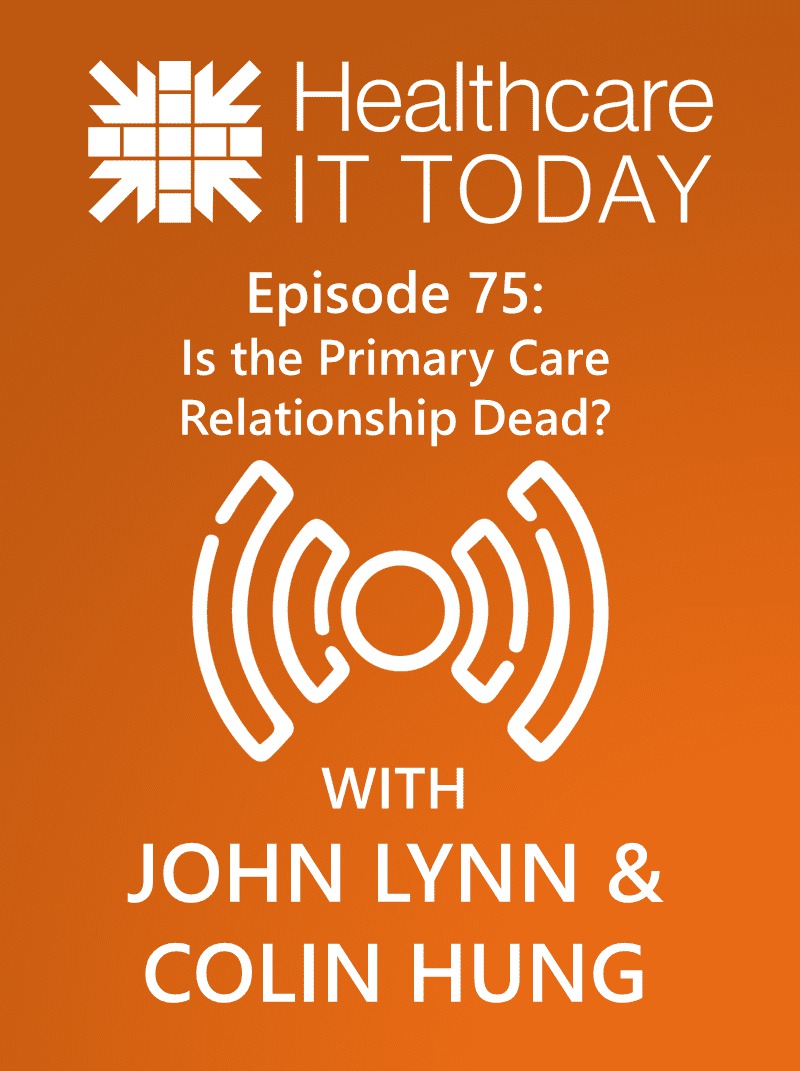 Healthcare
IT TODAY
Episode 75:
Is the Primary Care
Relationship Dead?
WITH
JOHN LYNN &
COLIN HUNG